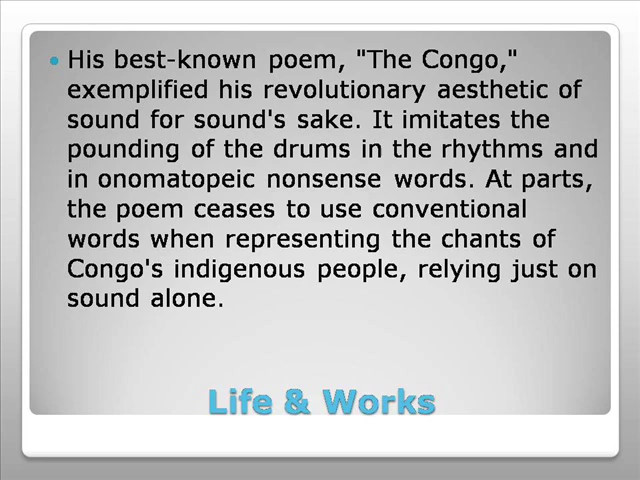 His best-known poem, "The Congo,"
exemplified his revolutionary aesthetic of
sound for sound's sake. It imitates the
pounding of the drums in the rhythms and
in onomatopeic nonsense words. At parts,
the poem ceases to use conventional
words when representing the chants of
Congo's indigenous people, relying just on
sound alone.
Life & Works